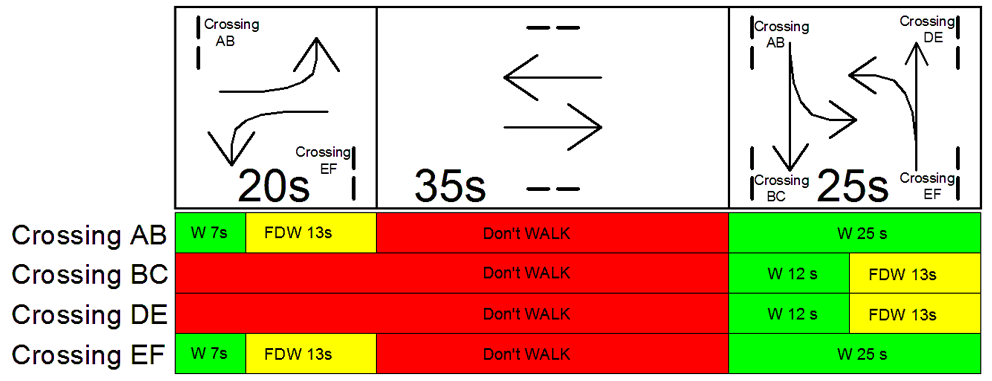 Crossing
AB
Crossing
EF
20s
35s
Crossing
AB
Crossing
DE
Crossing
BC
Crossing
EF
25s
Crossing AB W 7s FDW 13s Don't WALK W 25 s
Crossing BC Don't WALK W 12 s FDW 13s
Crossing DE Don't WALK W 12 s FDW 13s
Crossing EF W 7s FDW 13s Don't WALK W 25 s